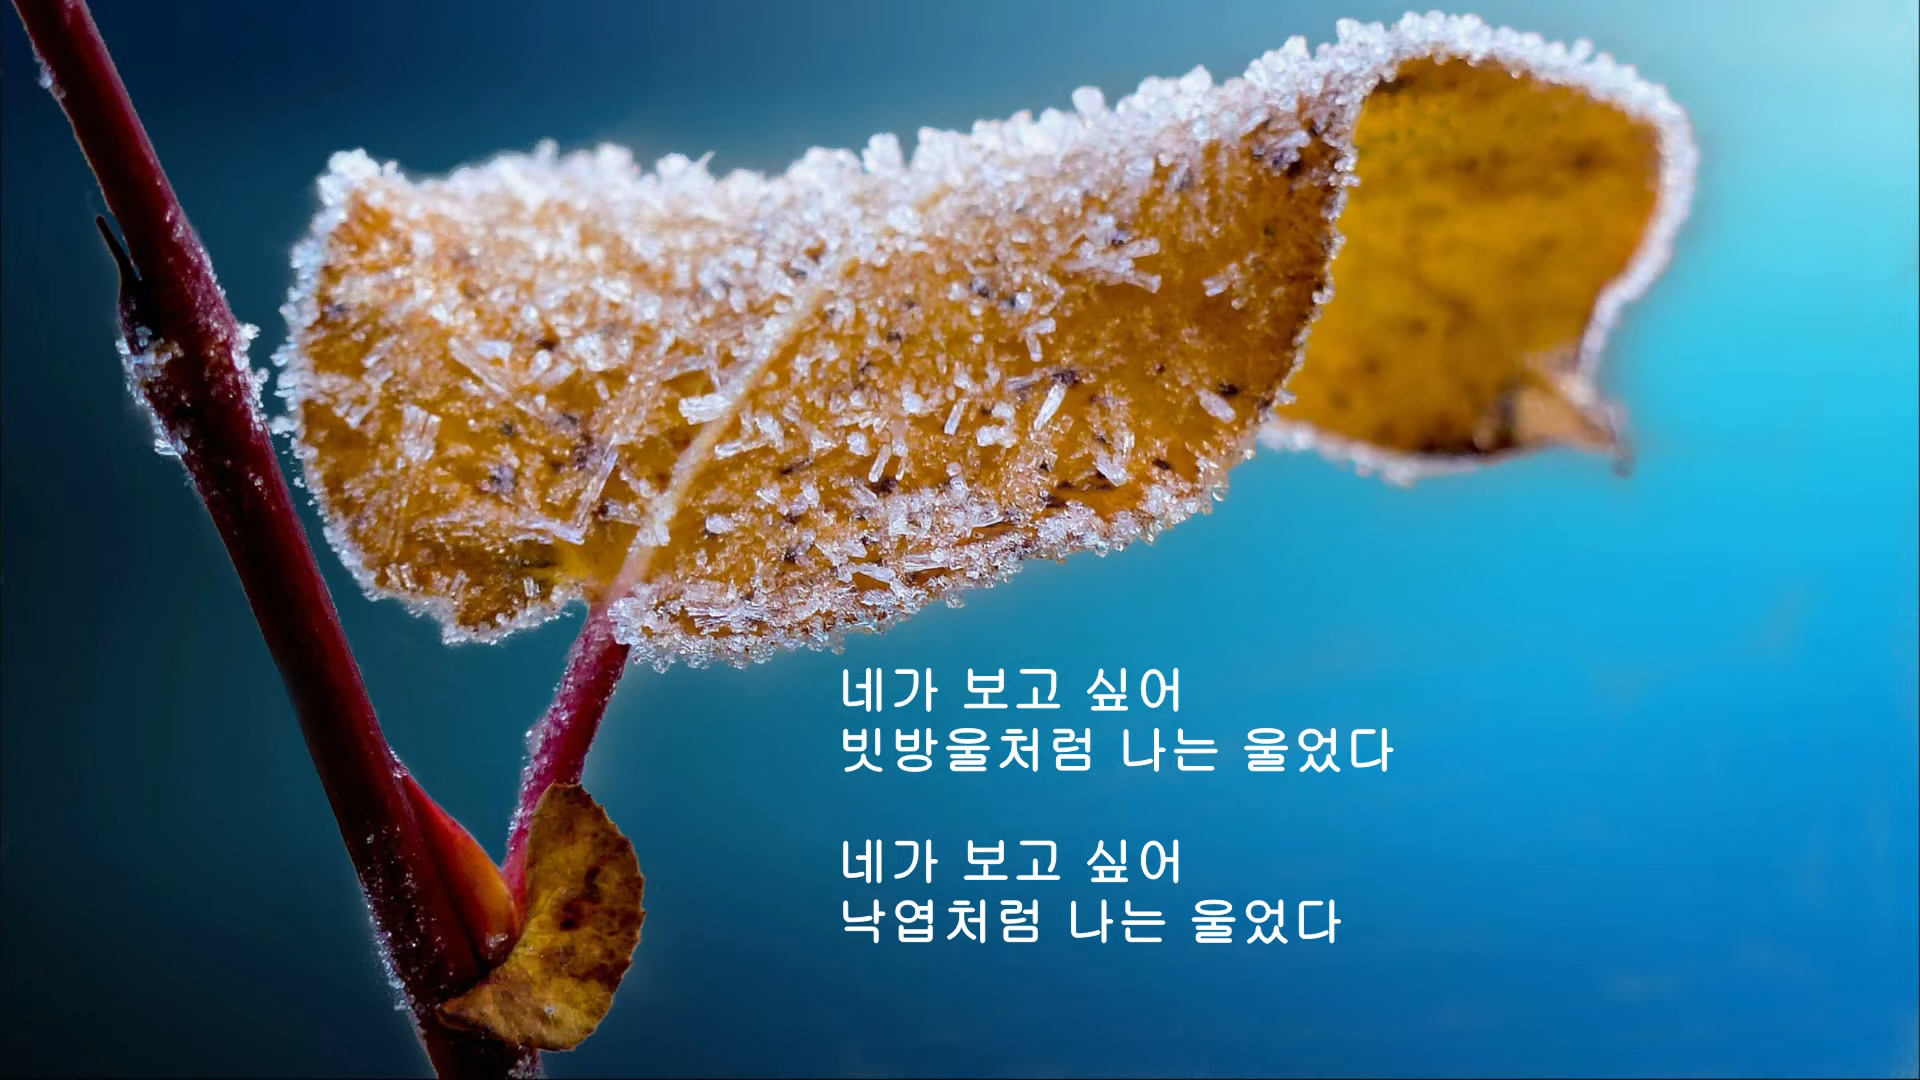 네가 보고 싶어
빗방울처럼 나는 울었다
네가 보고 싶어
낙엽처럼 나는 울었다